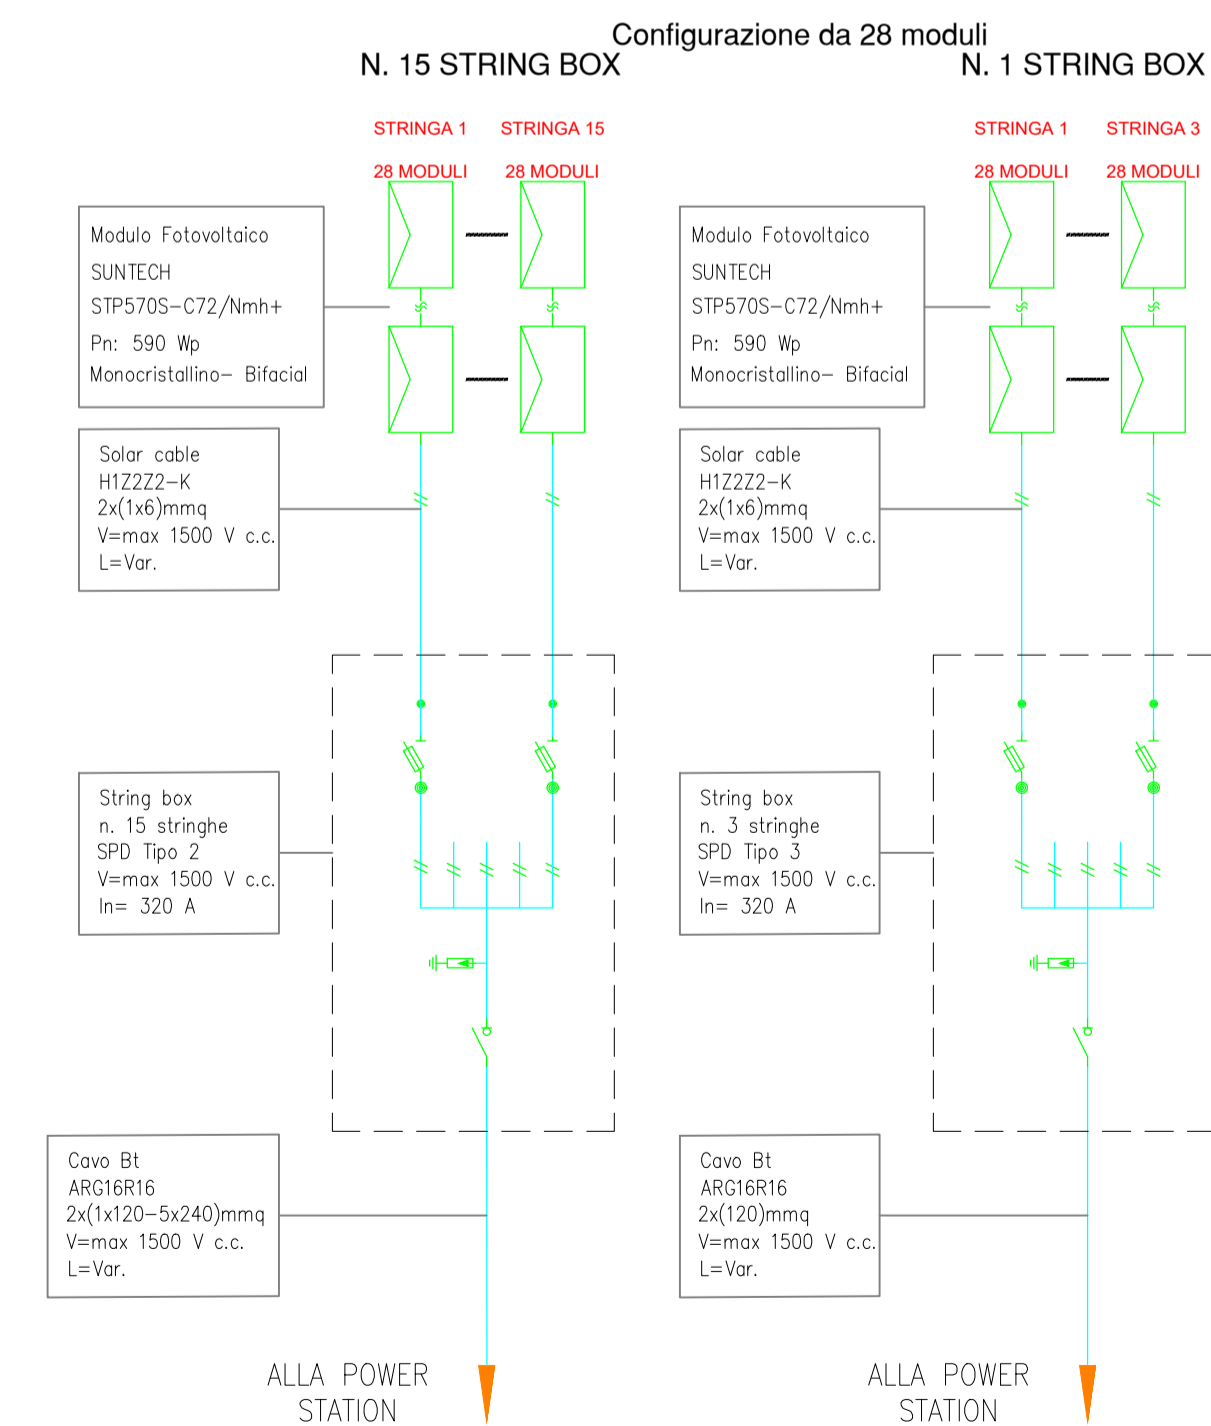 Configurazione da 28 moduli
N. 15 STRING BOX
STRINGA 1
STRINGA 15
28 MODULI
28 MODULI
Modulo Fotovoltaico
SUNTECH
STP570S-C72/Nmh+
Pn: 590 Wp
Monocristallino- Bifacial
Solar cable
H1Z2Z2-K
2x(1x6)mmq
V=max 1500 V c.c.
L=Var.
String box
n. 15 stringhe
SPD Tipo 2
V=max 1500 V c.c.
In= 320 A
Cavo Bt
ARG16R16
2x(1x120-5x240)mmq
V=max 1500 V c.c.
L=Var.
ALLA POWER
STATION
N. 1 STRING BOX
STRINGA 1
STRINGA 3
28 MODULI
28 MODULI
Modulo Fotovoltaico
SUNTECH
STP570S-C72/Nmh+
Pn: 590 Wp
Monocristallino- Bifacial
Solar cable
H1Z2Z2-K
2x(1x6)mmq
V=max 1500 V c.c.
L=Var.
String box
n. 3 stringhe
SPD Tipo 3
V=max 1500 V c.c.
In= 320 A
Cavo Bt
ARG16R16
2x(120)mmq
V=max 1500 V c.c.
L=Var.
ALLA POWER
STATION